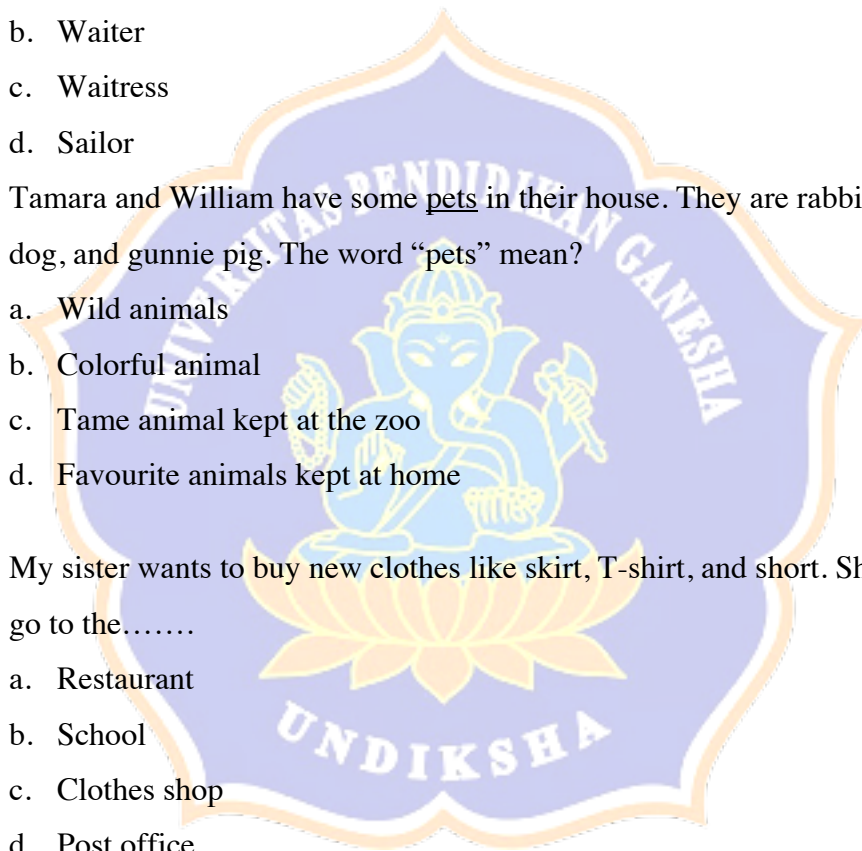 b. Waiter
c. Waitress
d. Sailor
Tamara and William have some pets in their house. They are rabbi
dog, and gunnie pig. The word “pets” mean?
a. Wild animals
b. Colorful animal
c. Tame animal kept at the zoo
d. Favourite animals kept at home
My sister wants to buy new clothes like skirt, T-shirt, and short. Sh
go to the…….
a. Restaurant
b. School
c. Clothes shop
d. Post office
UNIVERSITAS PENDIDIKAN GANESHA
UNDIKSHA